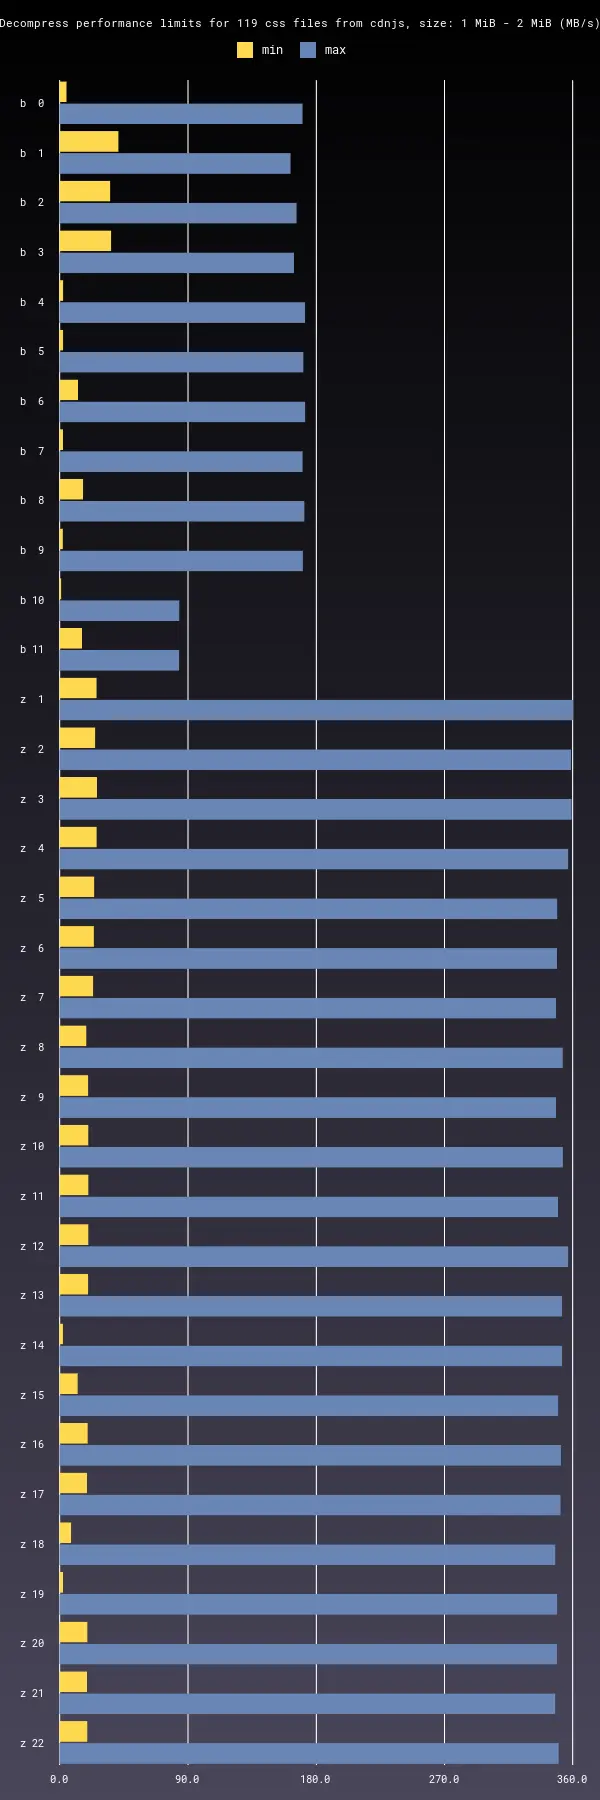 Decompress performance limits for 119 css files from cdnjs, size: 1 MiB - 2 MiB (MB/s)
min max
b 0
b 1
b 2
b 3
b 4
b 5
b 6
b 7
b 8
b 9
b 10
b 11
z 1
z 2
z 3
z 4
z 5
z 6
z 7
z 8
z 9
z 10
z 11
z 12
z 13
z 14
z 15
z 16
z 17
z 18
z 19
z 20
z 21
z 22
0.0 90.0 180.0 270.0 360.0